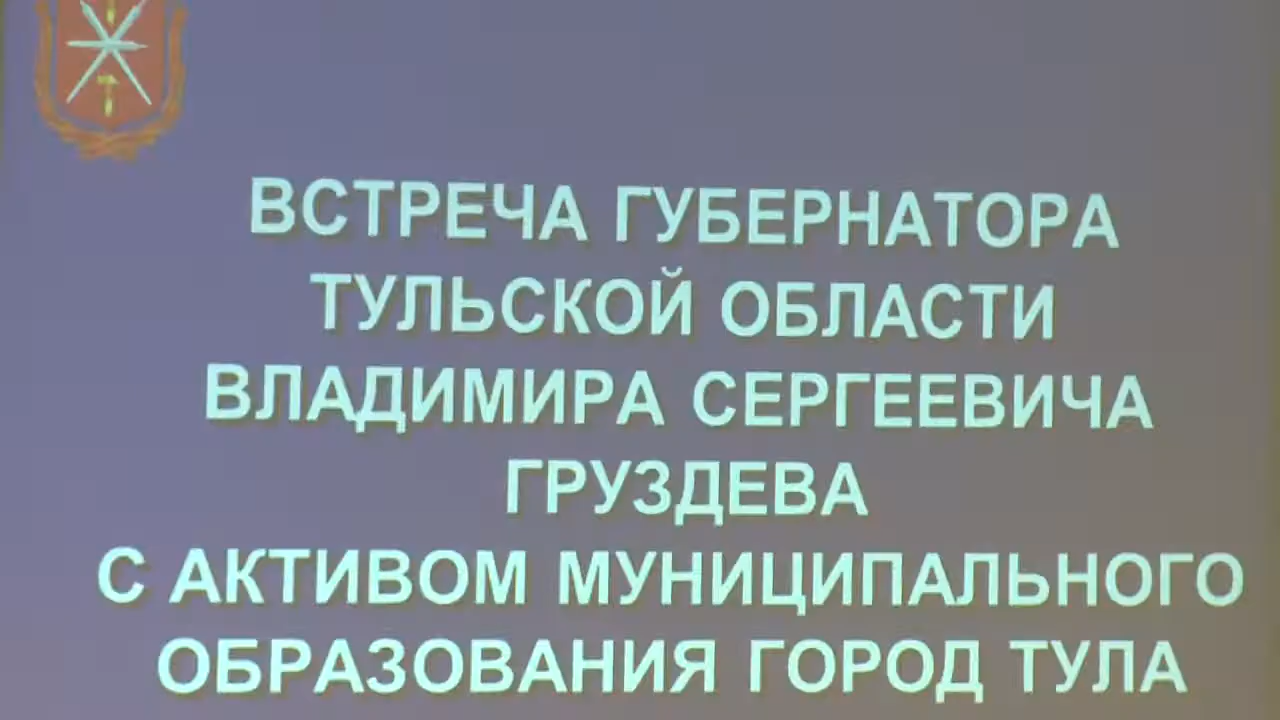 ВСТРЕЧА ГУБЕРНАТОРА
ТУЛЬСКОЙ ОБЛАСТИ
ВЛАДИМИРА СЕРГЕЕВИЧА
ГРУЗДЕВА
С АКТИВОМ МУНИЦИПАЛЬНОГО
ОБРАЗОВАНИЯ ГОРОД ТУЛА